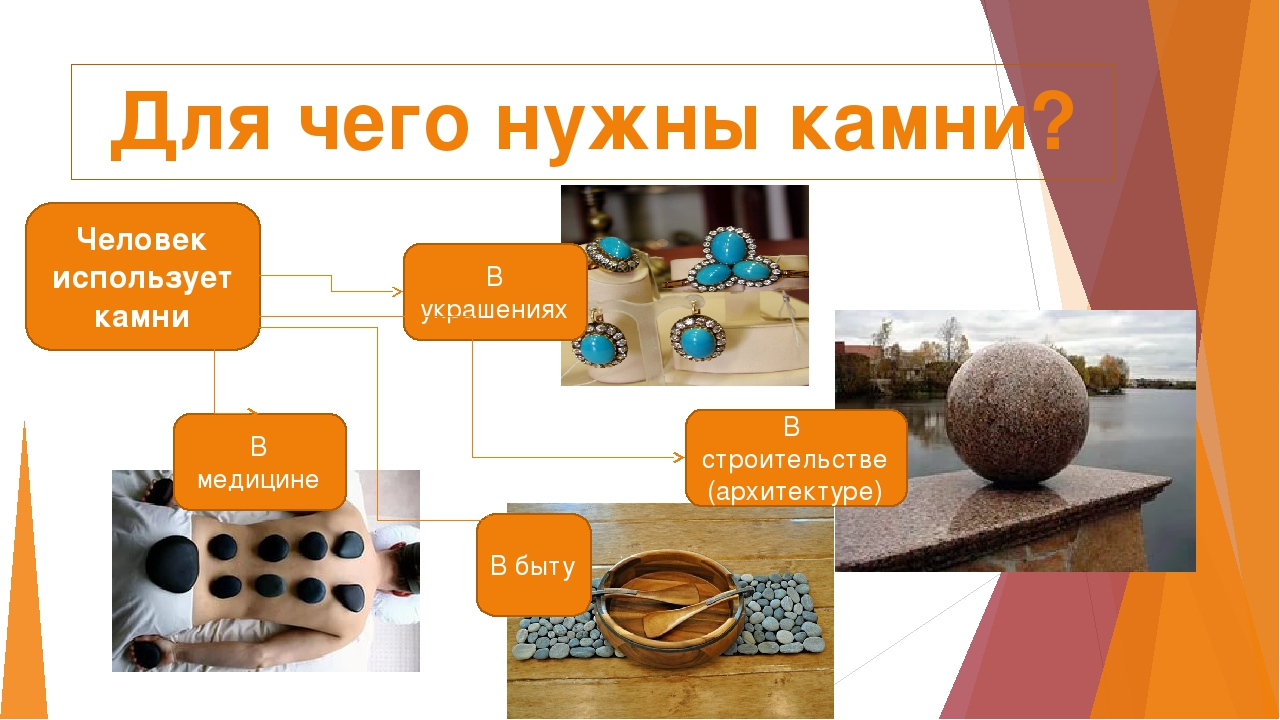 Для чего нужны камни?
Человек
использует
камни
В
украшениях
В
медицине
В
строительстве
(архитектуре)
В быту